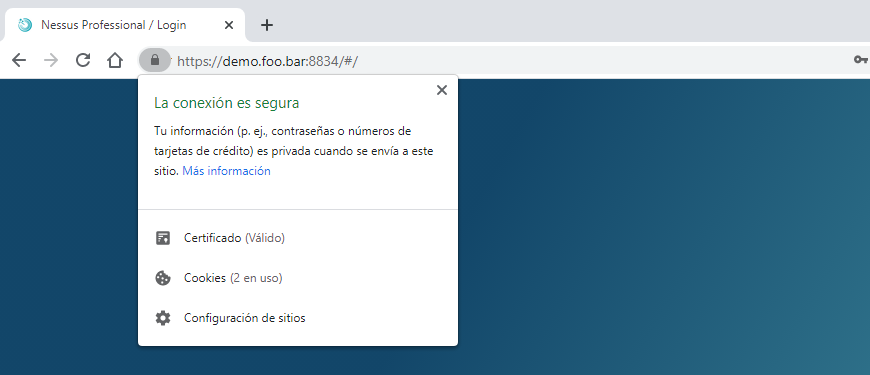 Nessus Professional / Login
https://demo.foo.bar:8834/#/
La conexión es segura
Tu información (p. ej., contraseñas o números de
tarjetas de crédito) es privada cuando se envía a este
sitio. Más información
Certificado (Válido)
Cookies (2 en uso)
Configuración de sitios